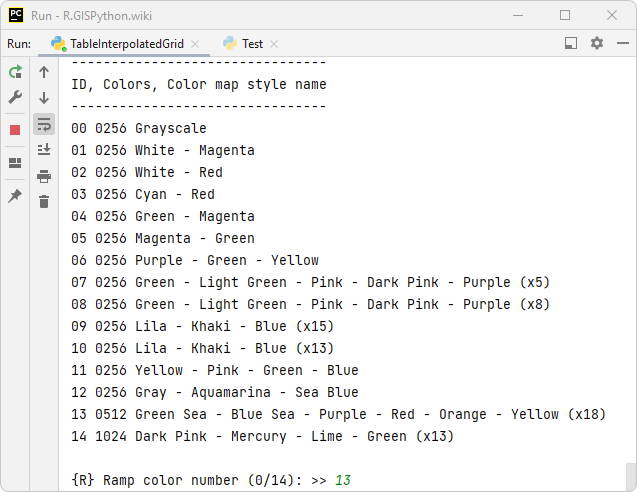 PC
Run - R.GISPython.wiki
Run: TableInterpolatedGrid Test
--------------------------------
ID, Colors, Color map style name
--------------------------------
00 0256 Grayscale
01 0256 White - Magenta
02 0256 White - Red
03 0256 Cyan - Red
04 0256 Green - Magenta
05 0256 Magenta - Green
06 0256 Purple - Green - Yellow
07 0256 Green - Light Green - Pink - Dark Pink - Purple (x5)
08 0256 Green - Light Green - Pink - Dark Pink - Purple (x8)
09 0256 Lila - Khaki - Blue (x15)
10 0256 Lila - Khaki - Blue (x13)
11 0256 Yellow - Pink - Green - Blue
12 0256 Gray - Aquamarina - Sea Blue
13 0512 Green Sea - Blue Sea - Purple - Red - Orange - Yellow (x18)
14 1024 Dark Pink - Mercury - Lime - Green (x13)
{R} Ramp color number (0/14): >> 13